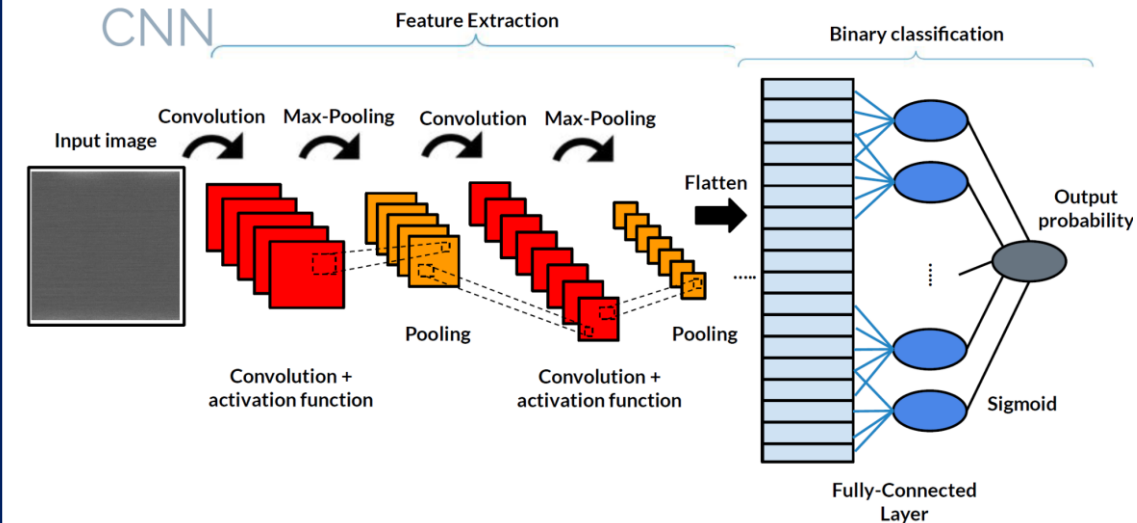 CNN
Feature Extraction
Binary classification
Convolution
Max-Pooling
Convolution
Max-Pooling
Input image
Flatten
Output
probability
.....
Pooling
Pooling
Convolution +
activation function
Convolution +
activation function
Sigmoid
Fully-Connected
Layer